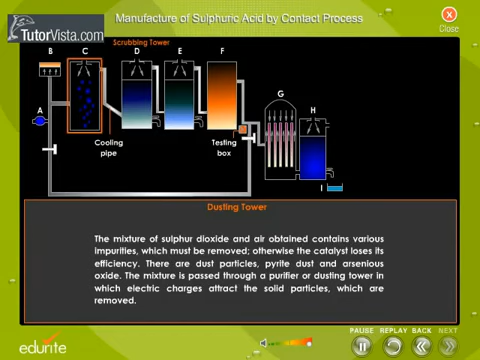 Manufacture of Sulphuric Acid by Contact Process
Close
TutorVista.com
Scrubbing Tower
B C D E F
A
G
H
Cooling pipe
Testing box
I
Dusting Tower
The mixture of sulphur dioxide and air obtained contains various
impurities, which must be removed; otherwise the catalyst loses its
efficiency. There are dust particles, pyrite dust and arsenious
oxide. The mixture is passed through a purifier or dusting tower in
which electric charges attract the solid particles, which are
removed.
PAUSE REPLAY BACK NEXT
edurite